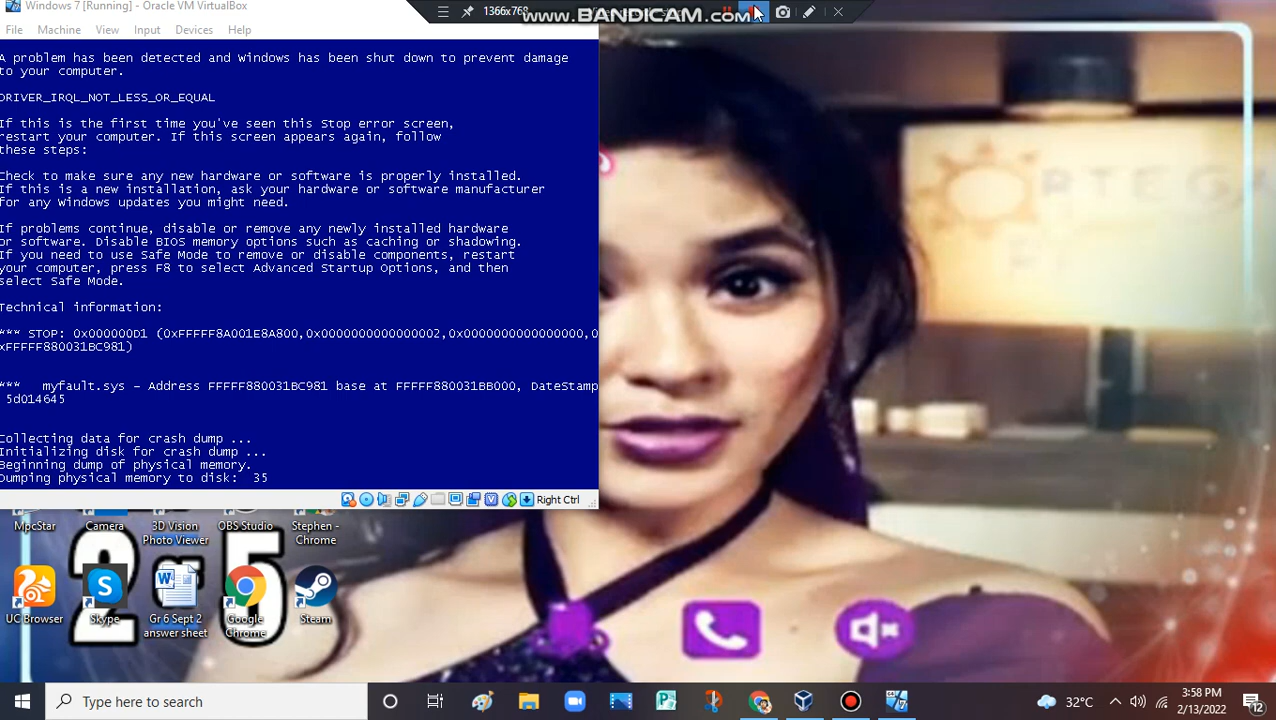 Windows 7 [Running] - Oracle VM VirtualBox
1366x768
www.BANDICAM.com
File Machine View Input Devices Help
A problem has been detected and windows has been shut down to prevent damage
to your computer.
DRIVER_IRQL_NOT_LESS_OR_EQUAL
If this is the first time you've seen this Stop error screen,
restart your computer. If this screen appears again, follow
these steps:
Check to make sure any new hardware or software is properly installed.
If this is a new installation, ask your hardware or software manufacturer
for any windows updates you might need.
If problems continue, disable or remove any newly installed hardware
or software. Disable BIOS memory options such as caching or shadowing.
If you need to use Safe Mode to remove or disable components, restart
your computer, press F8 to select Advanced Startup Options, and then
select Safe Mode.
Technical information:
*** STOP: 0x000000D1 (0xFFFFF8A001E8A800,0x0000000000000002,0x0000000000000000,0
xFFFFF880031BC981)
*** myfault.sys - Address FFFFF880031BC981 base at FFFFF880031BB000, DateStamp
5d014645
Collecting data for crash dump ...
Initializing disk for crash dump ...
Beginning dump of physical memory.
Dumping physical memory to disk: 35
Right Ctrl
MpcStar
Camera
3D Vision
Photo Viewer
OBS Studio
Stephen -
Chrome
UC Browser
Skype
Gr 6 Sept 2
answer sheet
Google
Chrome
Steam
Type here to search
32°C
3:58 PM
2/13/2022
12